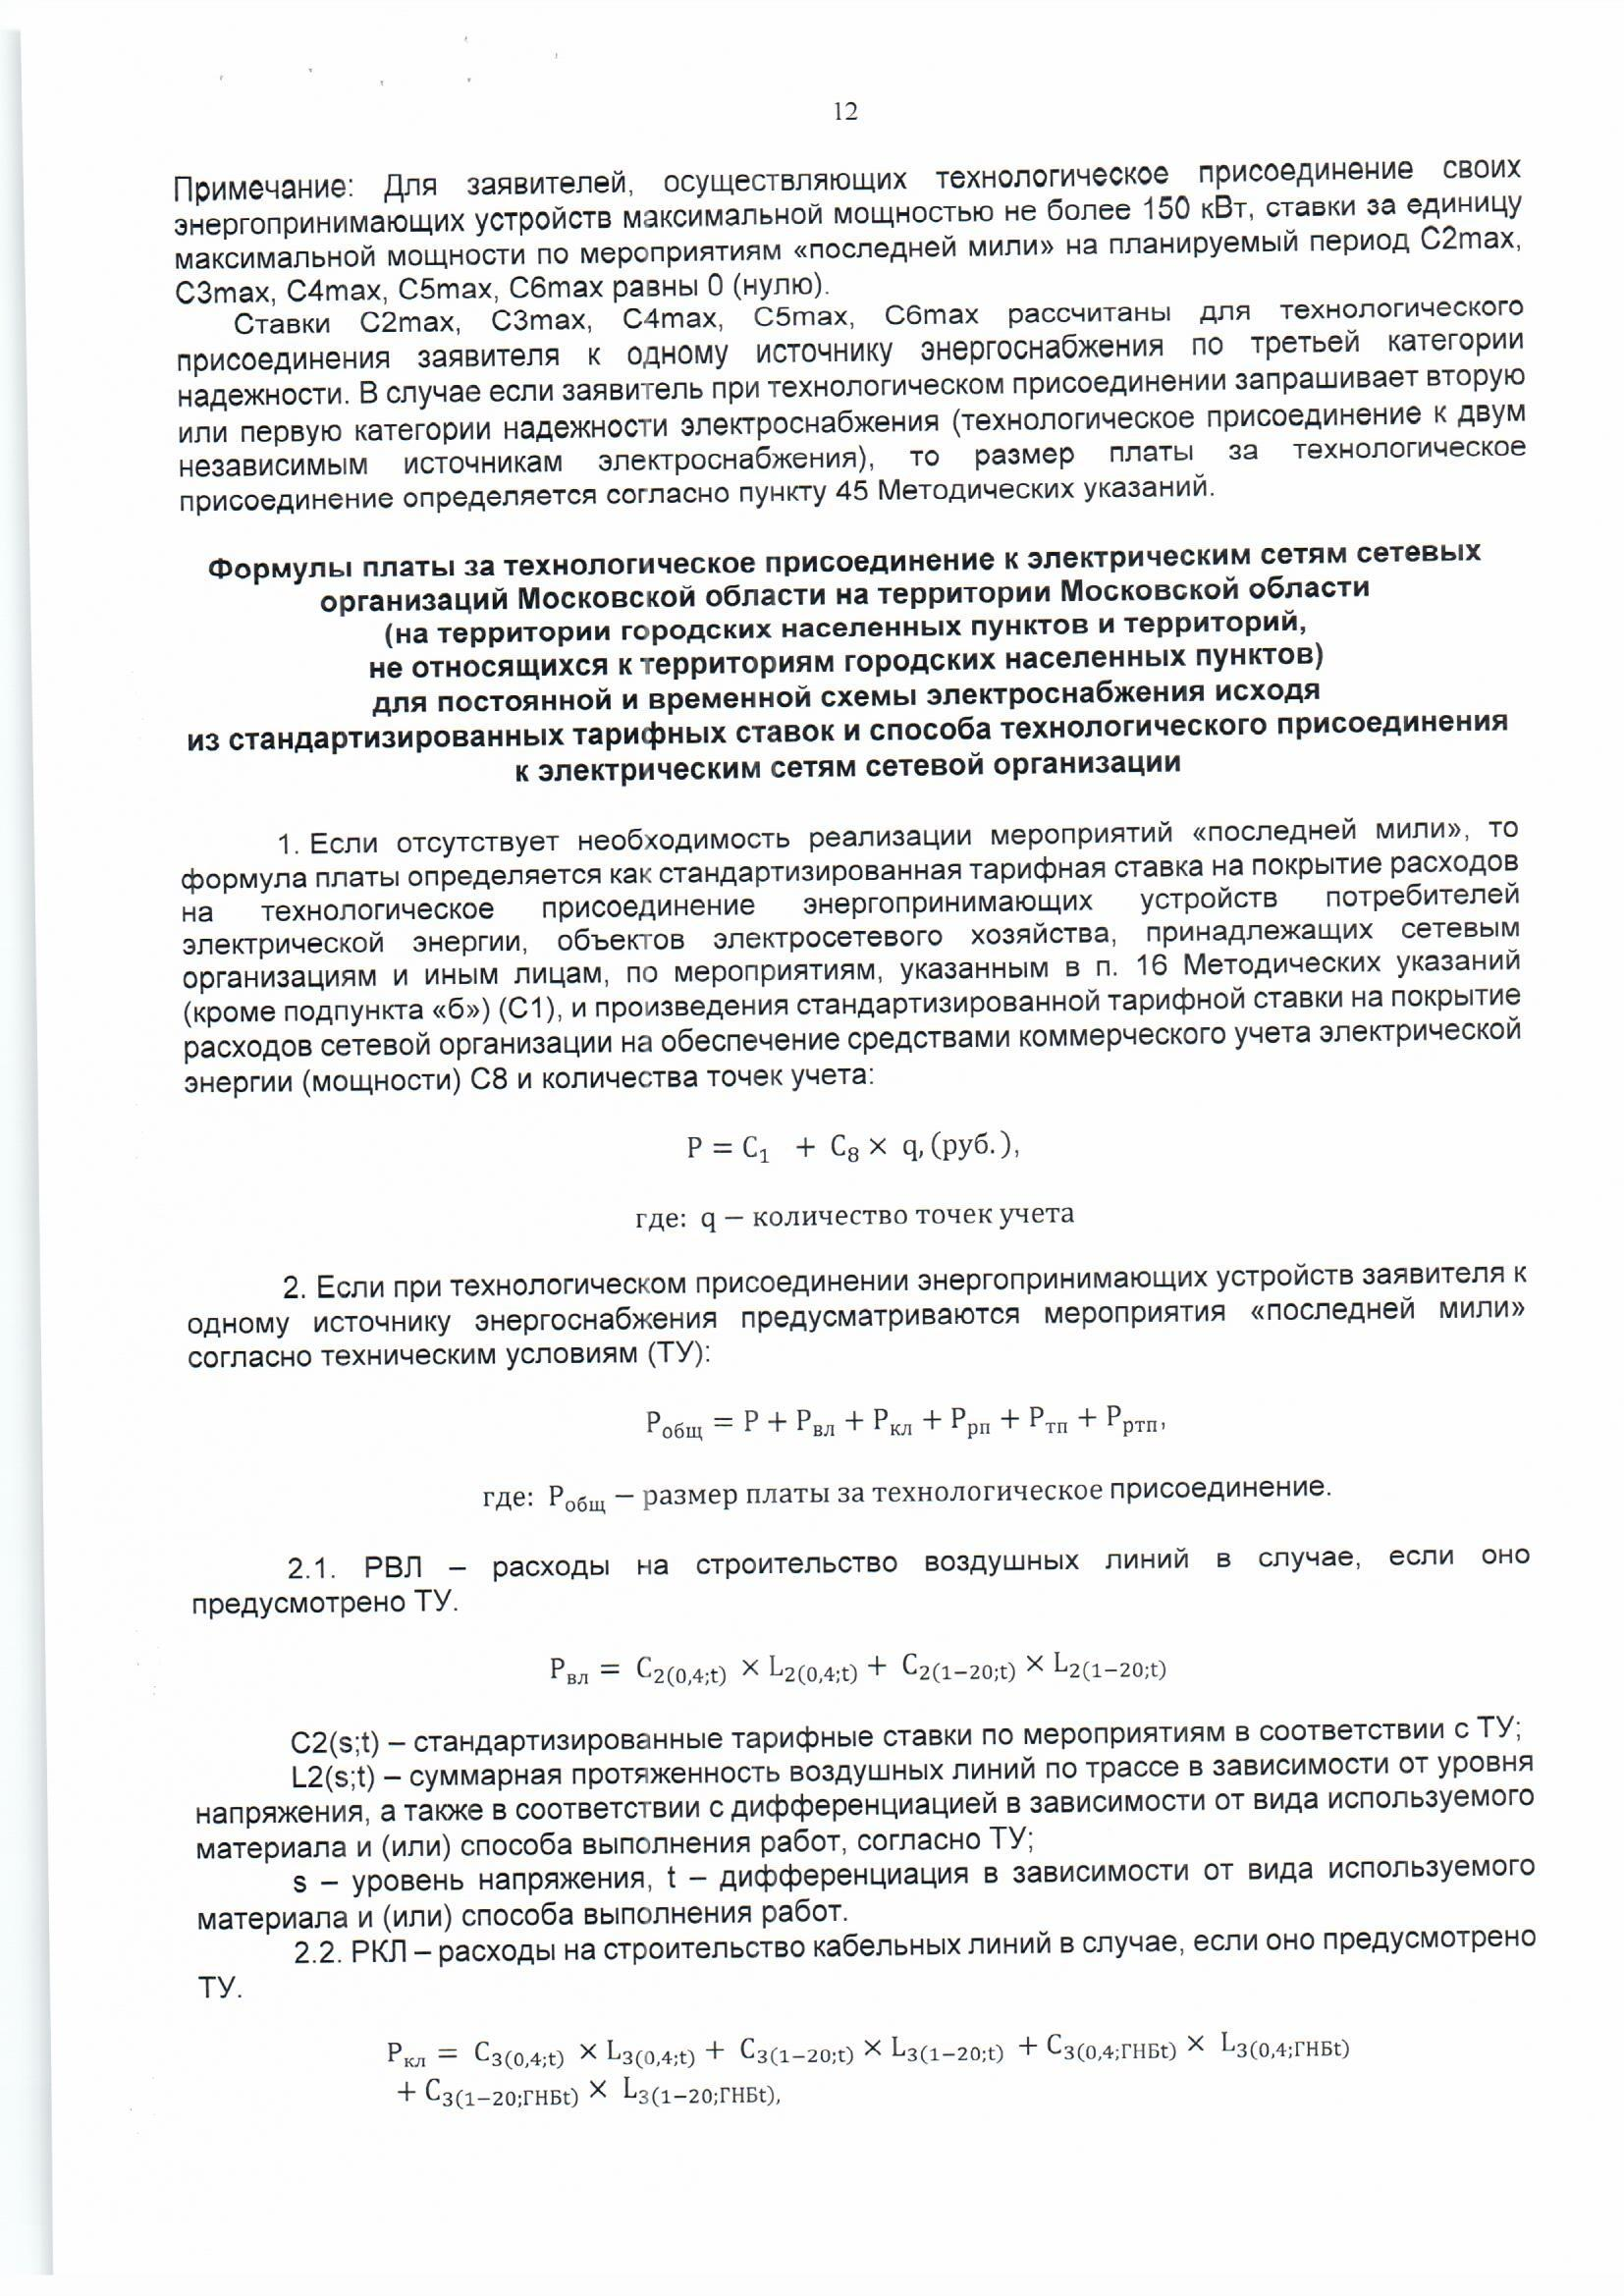 12
Примечание: Для заявителей, осуществляющих технологическое присоединение своих
энергопринимающих устройств максимальной мощностью не более 150 кВт, ставки за единицу
максимальной мощности по мероприятиям «последней мили» на планируемый период C2max,
C3max, C4max, C5max, C6max равны 0 (нулю).
Ставки C2max, C3max, C4max, C5max, C6max рассчитаны для технологического
присоединения заявителя к одному источнику энергоснабжения по третьей категории
надежности. В случае если заявитель при технологическом присоединении запрашивает вторую
или первую категории надежности электроснабжения (технологическое присоединение к двум
независимым источникам электроснабжения), то размер платы за технологическое
присоединение определяется согласно пункту 45 Методических указаний.
Формулы платы за технологическое присоединение к электрическим сетям сетевых
организаций Московской области на территории Московской области
(на территории городских населенных пунктов и территорий,
не относящихся к территориям городских населенных пунктов)
для постоянной и временной схемы электроснабжения исходя
из стандартизированных тарифных ставок и способа технологического присоединения
к электрическим сетям сетевой организации
1. Если отсутствует необходимость реализации мероприятий «последней мили», то
формула платы определяется как стандартизированная тарифная ставка на покрытие расходов
на технологическое присоединение энергопринимающих устройств потребителей
электрической энергии, объектов электросетевого хозяйства, принадлежащих сетевым
организациям и иным лицам, по мероприятиям, указанным в п. 16 Методических указаний
(кроме подпункта «б») (С1), и произведения стандартизированной тарифной ставки на покрытие
расходов сетевой организации на обеспечение средствами коммерческого учета электрической
энергии (мощности) С8 и количества точек учета:
P = C₁ + C₈ × q, (руб.),
где: q – количество точек учета
2. Если при технологическом присоединении энергопринимающих устройств заявителя к
одному источнику энергоснабжения предусматриваются мероприятия «последней мили»
согласно техническим условиям (ТУ):
Pобщ = P + Pвл + Pкл + Pрп + Pтп + Pртп,
где: Pобщ – размер платы за технологическое присоединение.
2.1. РВЛ – расходы на строительство воздушных линий в случае, если оно
предусмотрено ТУ.
Pвл = C2(0,4;t) × L2(0,4;t) + C2(1−20;t) × L2(1−20;t)
C2(s;t) – стандартизированные тарифные ставки по мероприятиям в соответствии с ТУ;
L2(s;t) – суммарная протяженность воздушных линий по трассе в зависимости от уровня
напряжения, а также в соответствии с дифференциацией в зависимости от вида используемого
материала и (или) способа выполнения работ, согласно ТУ;
s – уровень напряжения, t – дифференциация в зависимости от вида используемого
материала и (или) способа выполнения работ.
2.2. РКЛ – расходы на строительство кабельных линий в случае, если оно предусмотрено
ТУ.
Pкл = C3(0,4;t) × L3(0,4;t) + C3(1−20;t) × L3(1−20;t) + C3(0,4;ГНБt) × L3(0,4;ГНБt)
+ C3(1−20;ГНБt) × L3(1−20;ГНБt),